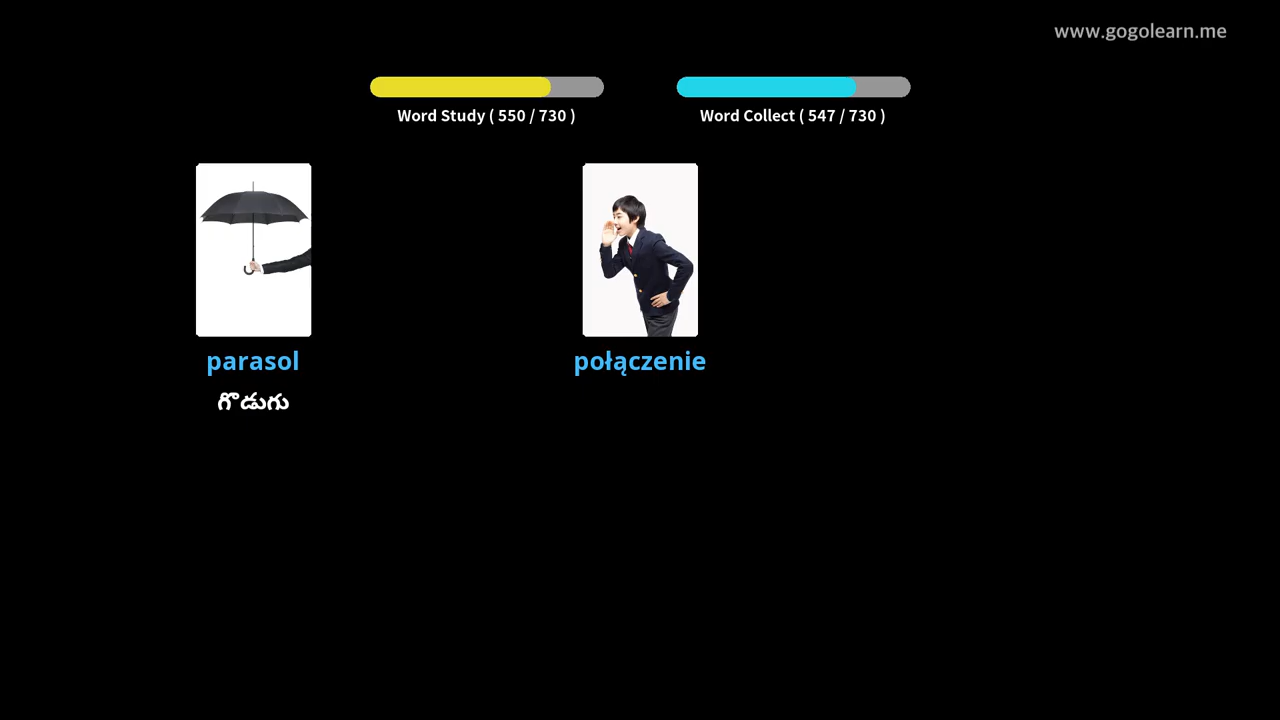 www.gogolearn.me
Word Study ( 550 / 730 )
Word Collect ( 547 / 730 )
parasol
połączenie
గొడుగు